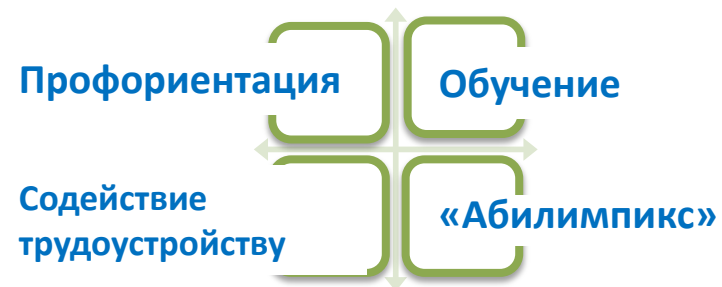 Профориентация
Обучение
Содействие
трудоустройству
«Абилимпикс»